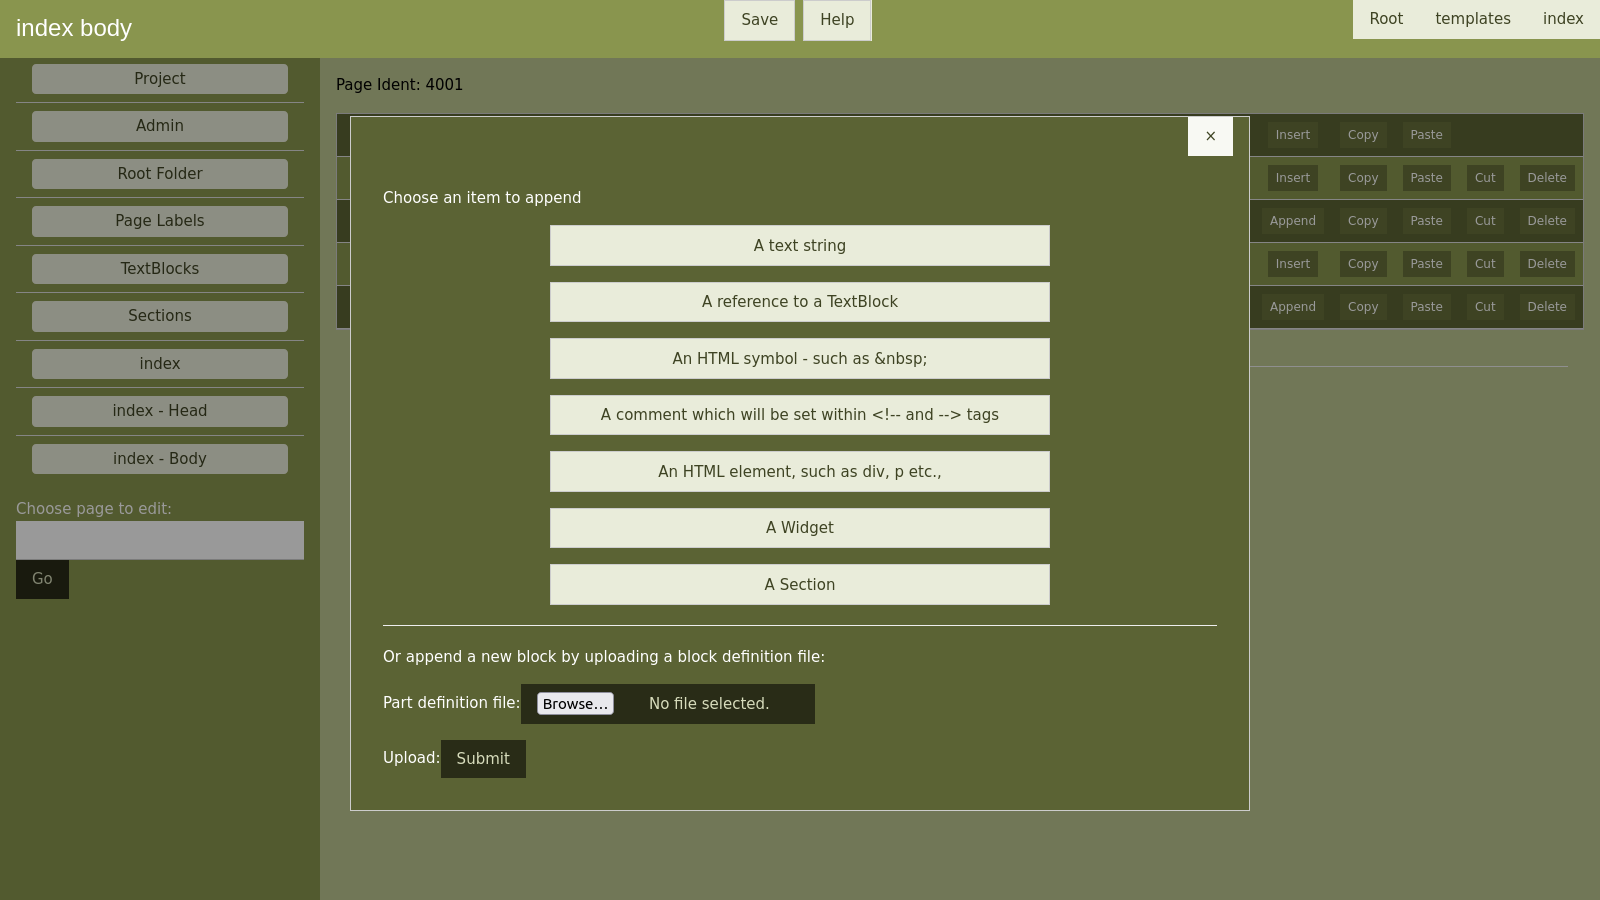 index body
Save
Help
Root
templates
index
Project
Admin
Root Folder
Page Labels
TextBlocks
Sections
index
index - Head
index - Body
Choose page to edit:
Go
Page Ident: 4001
Insert Copy Paste
Insert Copy Paste Cut Delete
Append Copy Paste Cut Delete
Insert Copy Paste Cut Delete
Append Copy Paste Cut Delete
×
Choose an item to append
A text string
A reference to a TextBlock
An HTML symbol - such as &nbsp;
A comment which will be set within <!-- and --> tags
An HTML element, such as div, p etc.,
A Widget
A Section
Or append a new block by uploading a block definition file:
Part definition file: Browse... No file selected.
Upload: Submit